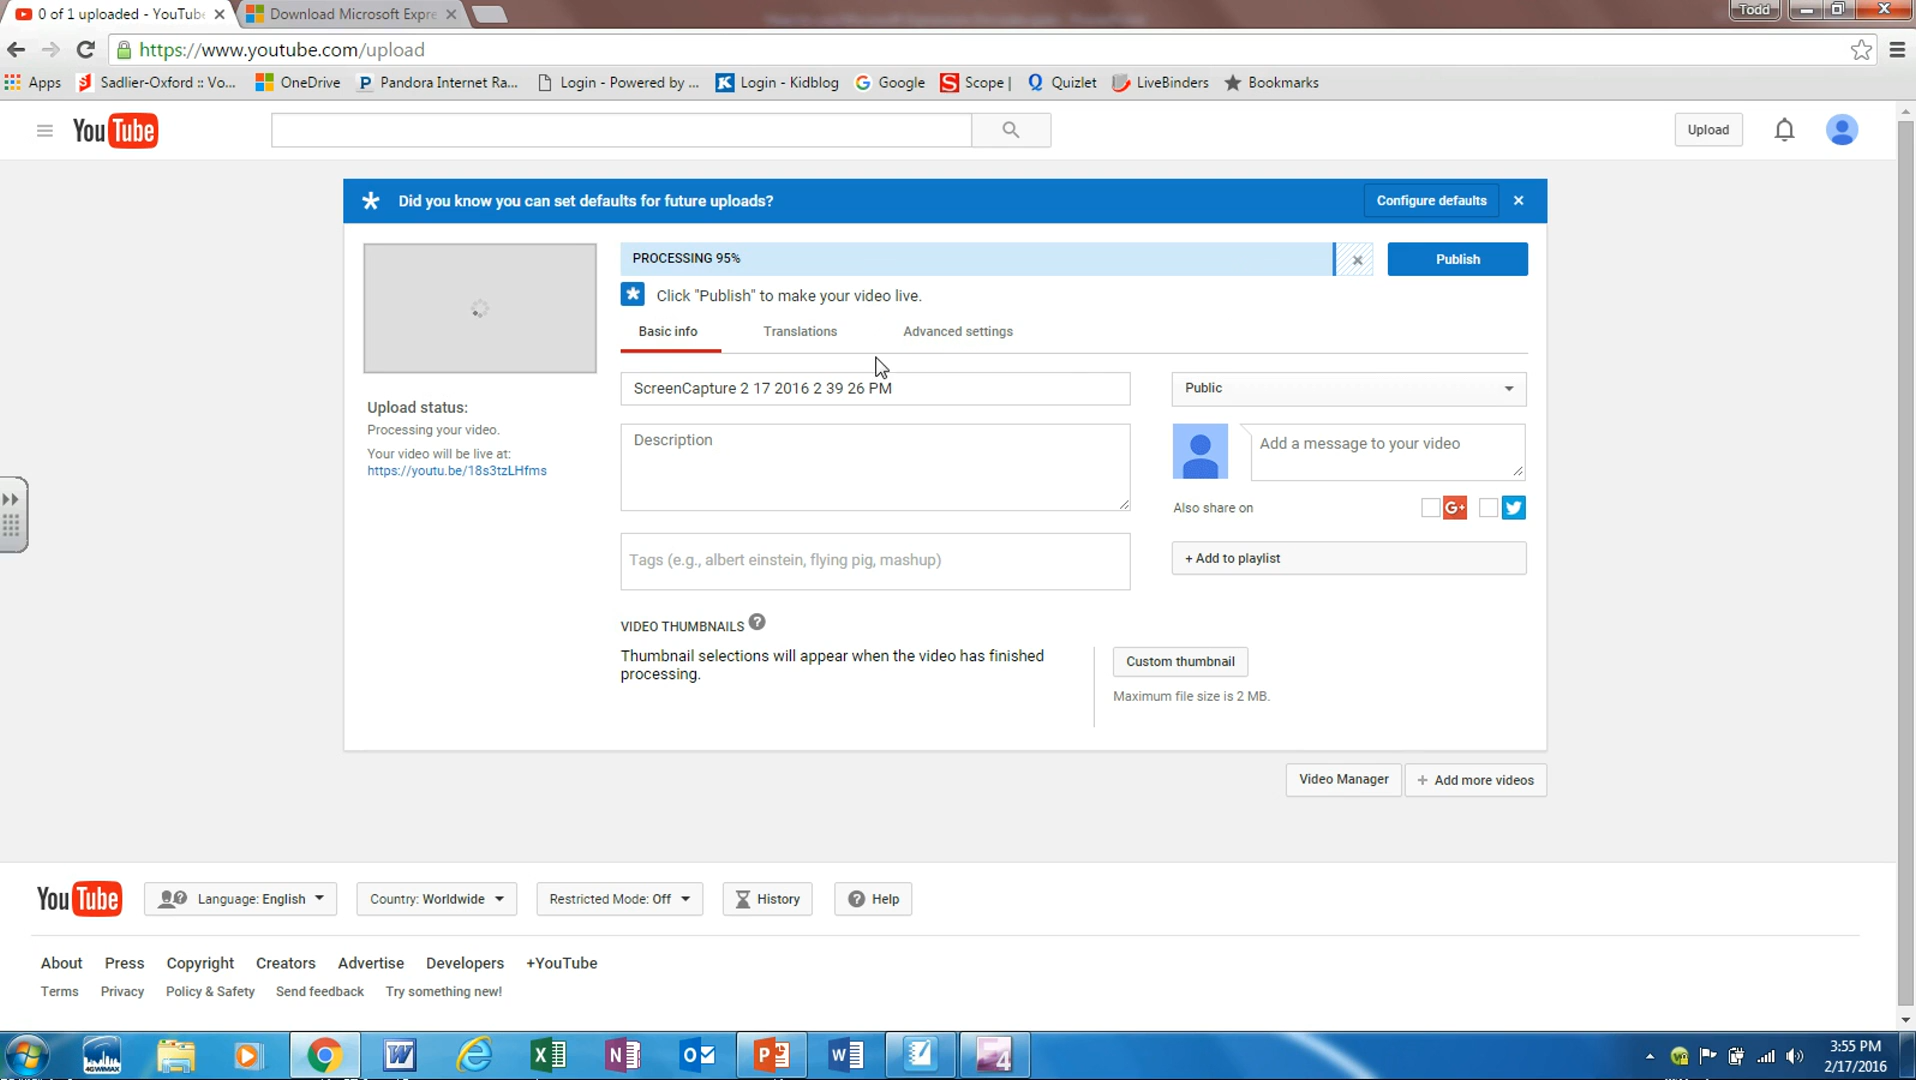 0 of 1 uploaded - YouTube
Download Microsoft Expre
Todd
https://www.youtube.com/upload
Apps
Sadlier-Oxford :: Vo...
OneDrive
Pandora Internet Ra...
Login - Powered by ...
Login - Kidblog
Google
Scope |
Quizlet
LiveBinders
Bookmarks
YouTube
Upload
Did you know you can set defaults for future uploads?
Configure defaults
PROCESSING 95%
Publish
Click "Publish" to make your video live.
Basic info
Translations
Advanced settings
ScreenCapture 2 17 2016 2 39 26 PM
Public
Upload status:
Processing your video.
Your video will be live at:
https://youtu.be/18s3tzLHfms
Description
Add a message to your video
Also share on
G+
Tags (e.g., albert einstein, flying pig, mashup)
+ Add to playlist
VIDEO THUMBNAILS ?
Thumbnail selections will appear when the video has finished
processing.
Custom thumbnail
Maximum file size is 2 MB.
Video Manager
+ Add more videos
YouTube
Language: English
Country: Worldwide
Restricted Mode: Off
History
Help
About
Press
Copyright
Creators
Advertise
Developers
+YouTube
Terms
Privacy
Policy & Safety
Send feedback
Try something new!
4GWIMAX
3:55 PM
2/17/2016